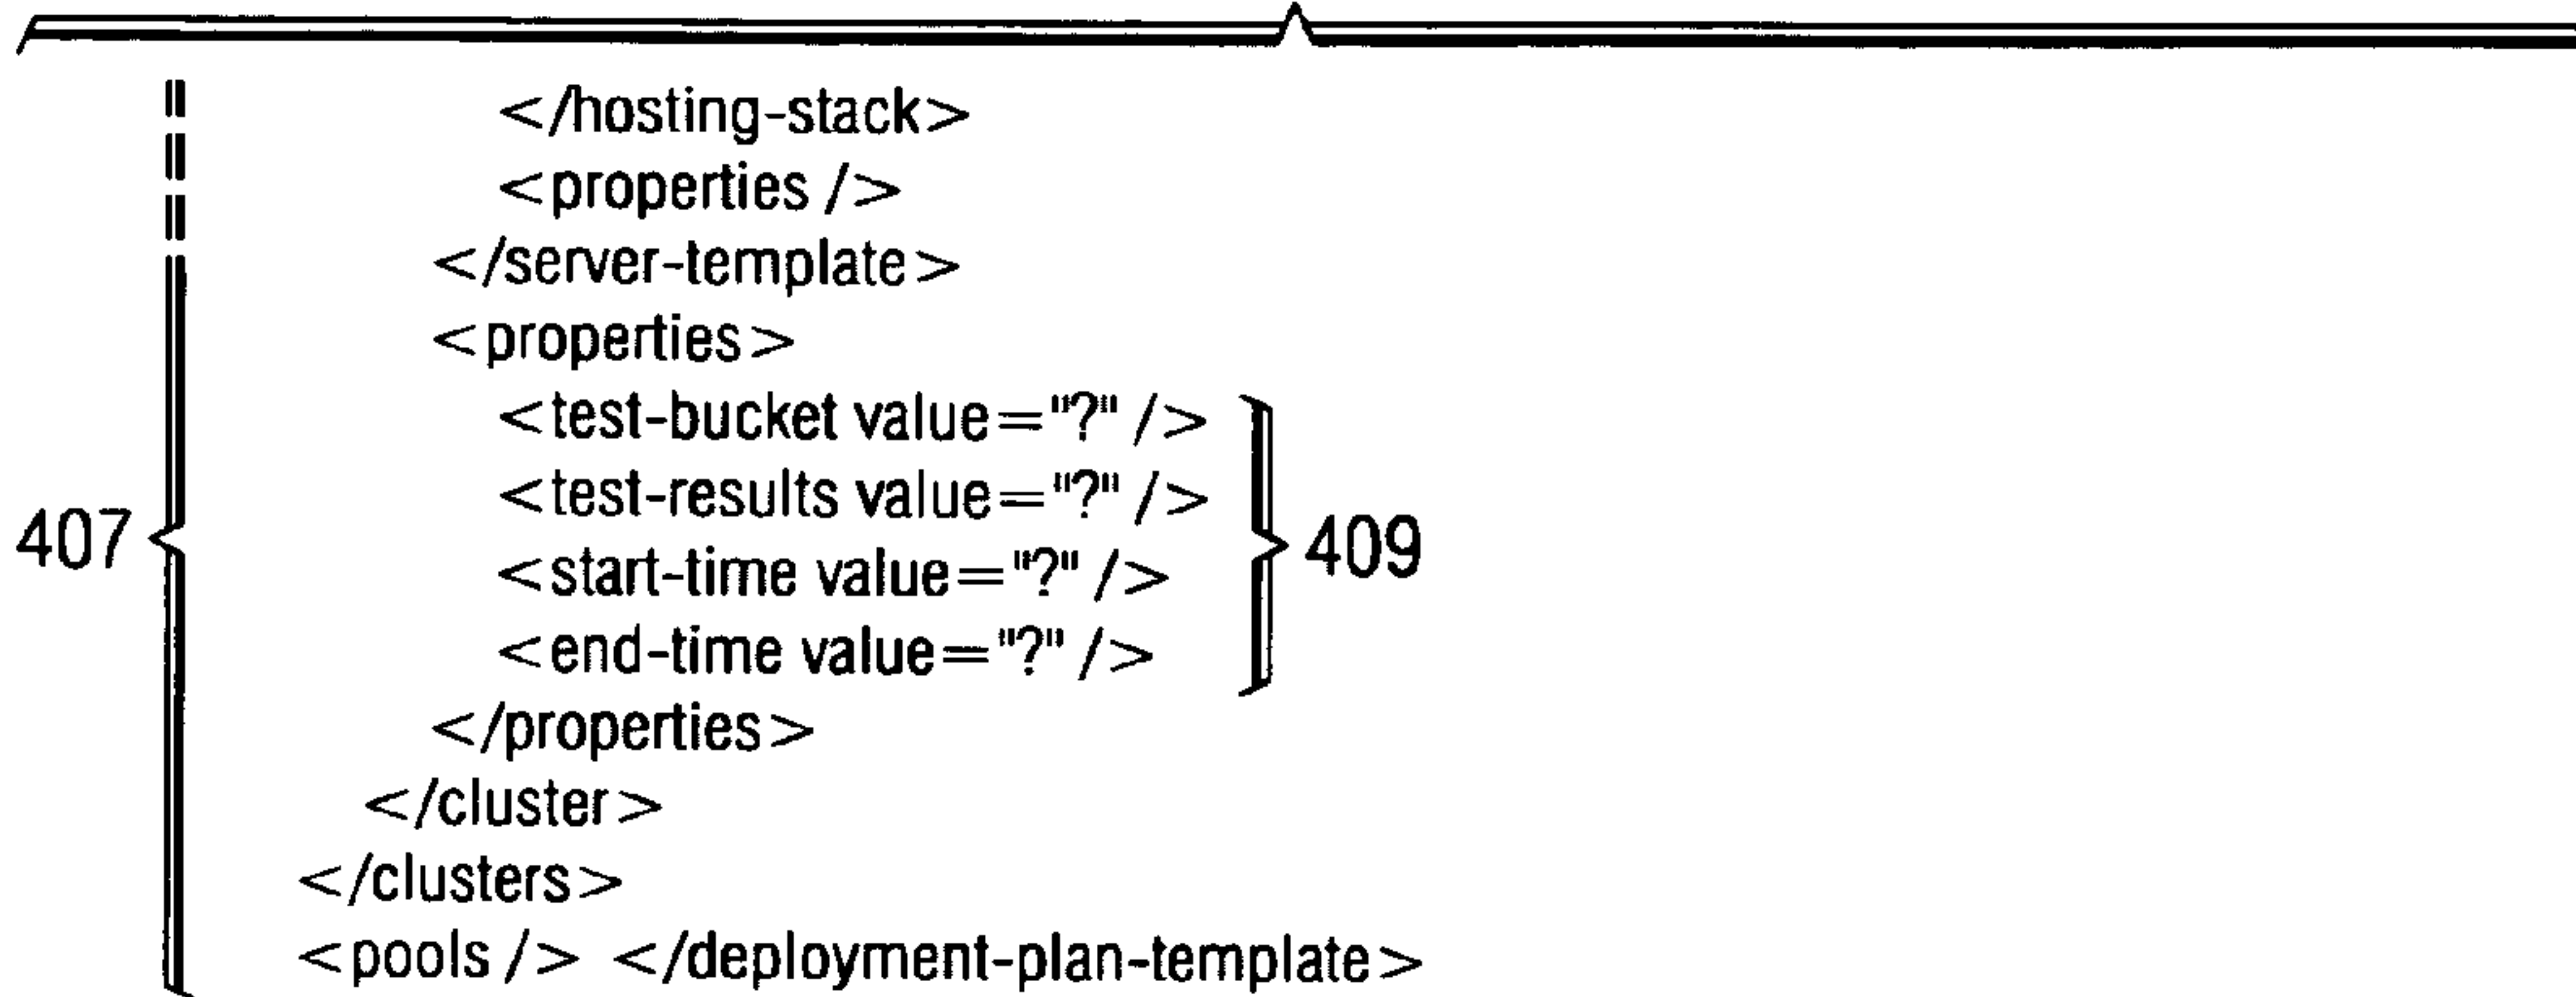 </hosting-stack>
<properties />
</server-template>
<properties>
<test-bucket value="?" />
<test-results value="?" />
407
409
<start-time value="?" />
<end-time value="?" />
</properties>
</cluster>
</clusters>
<pools /> </deployment-plan-template>